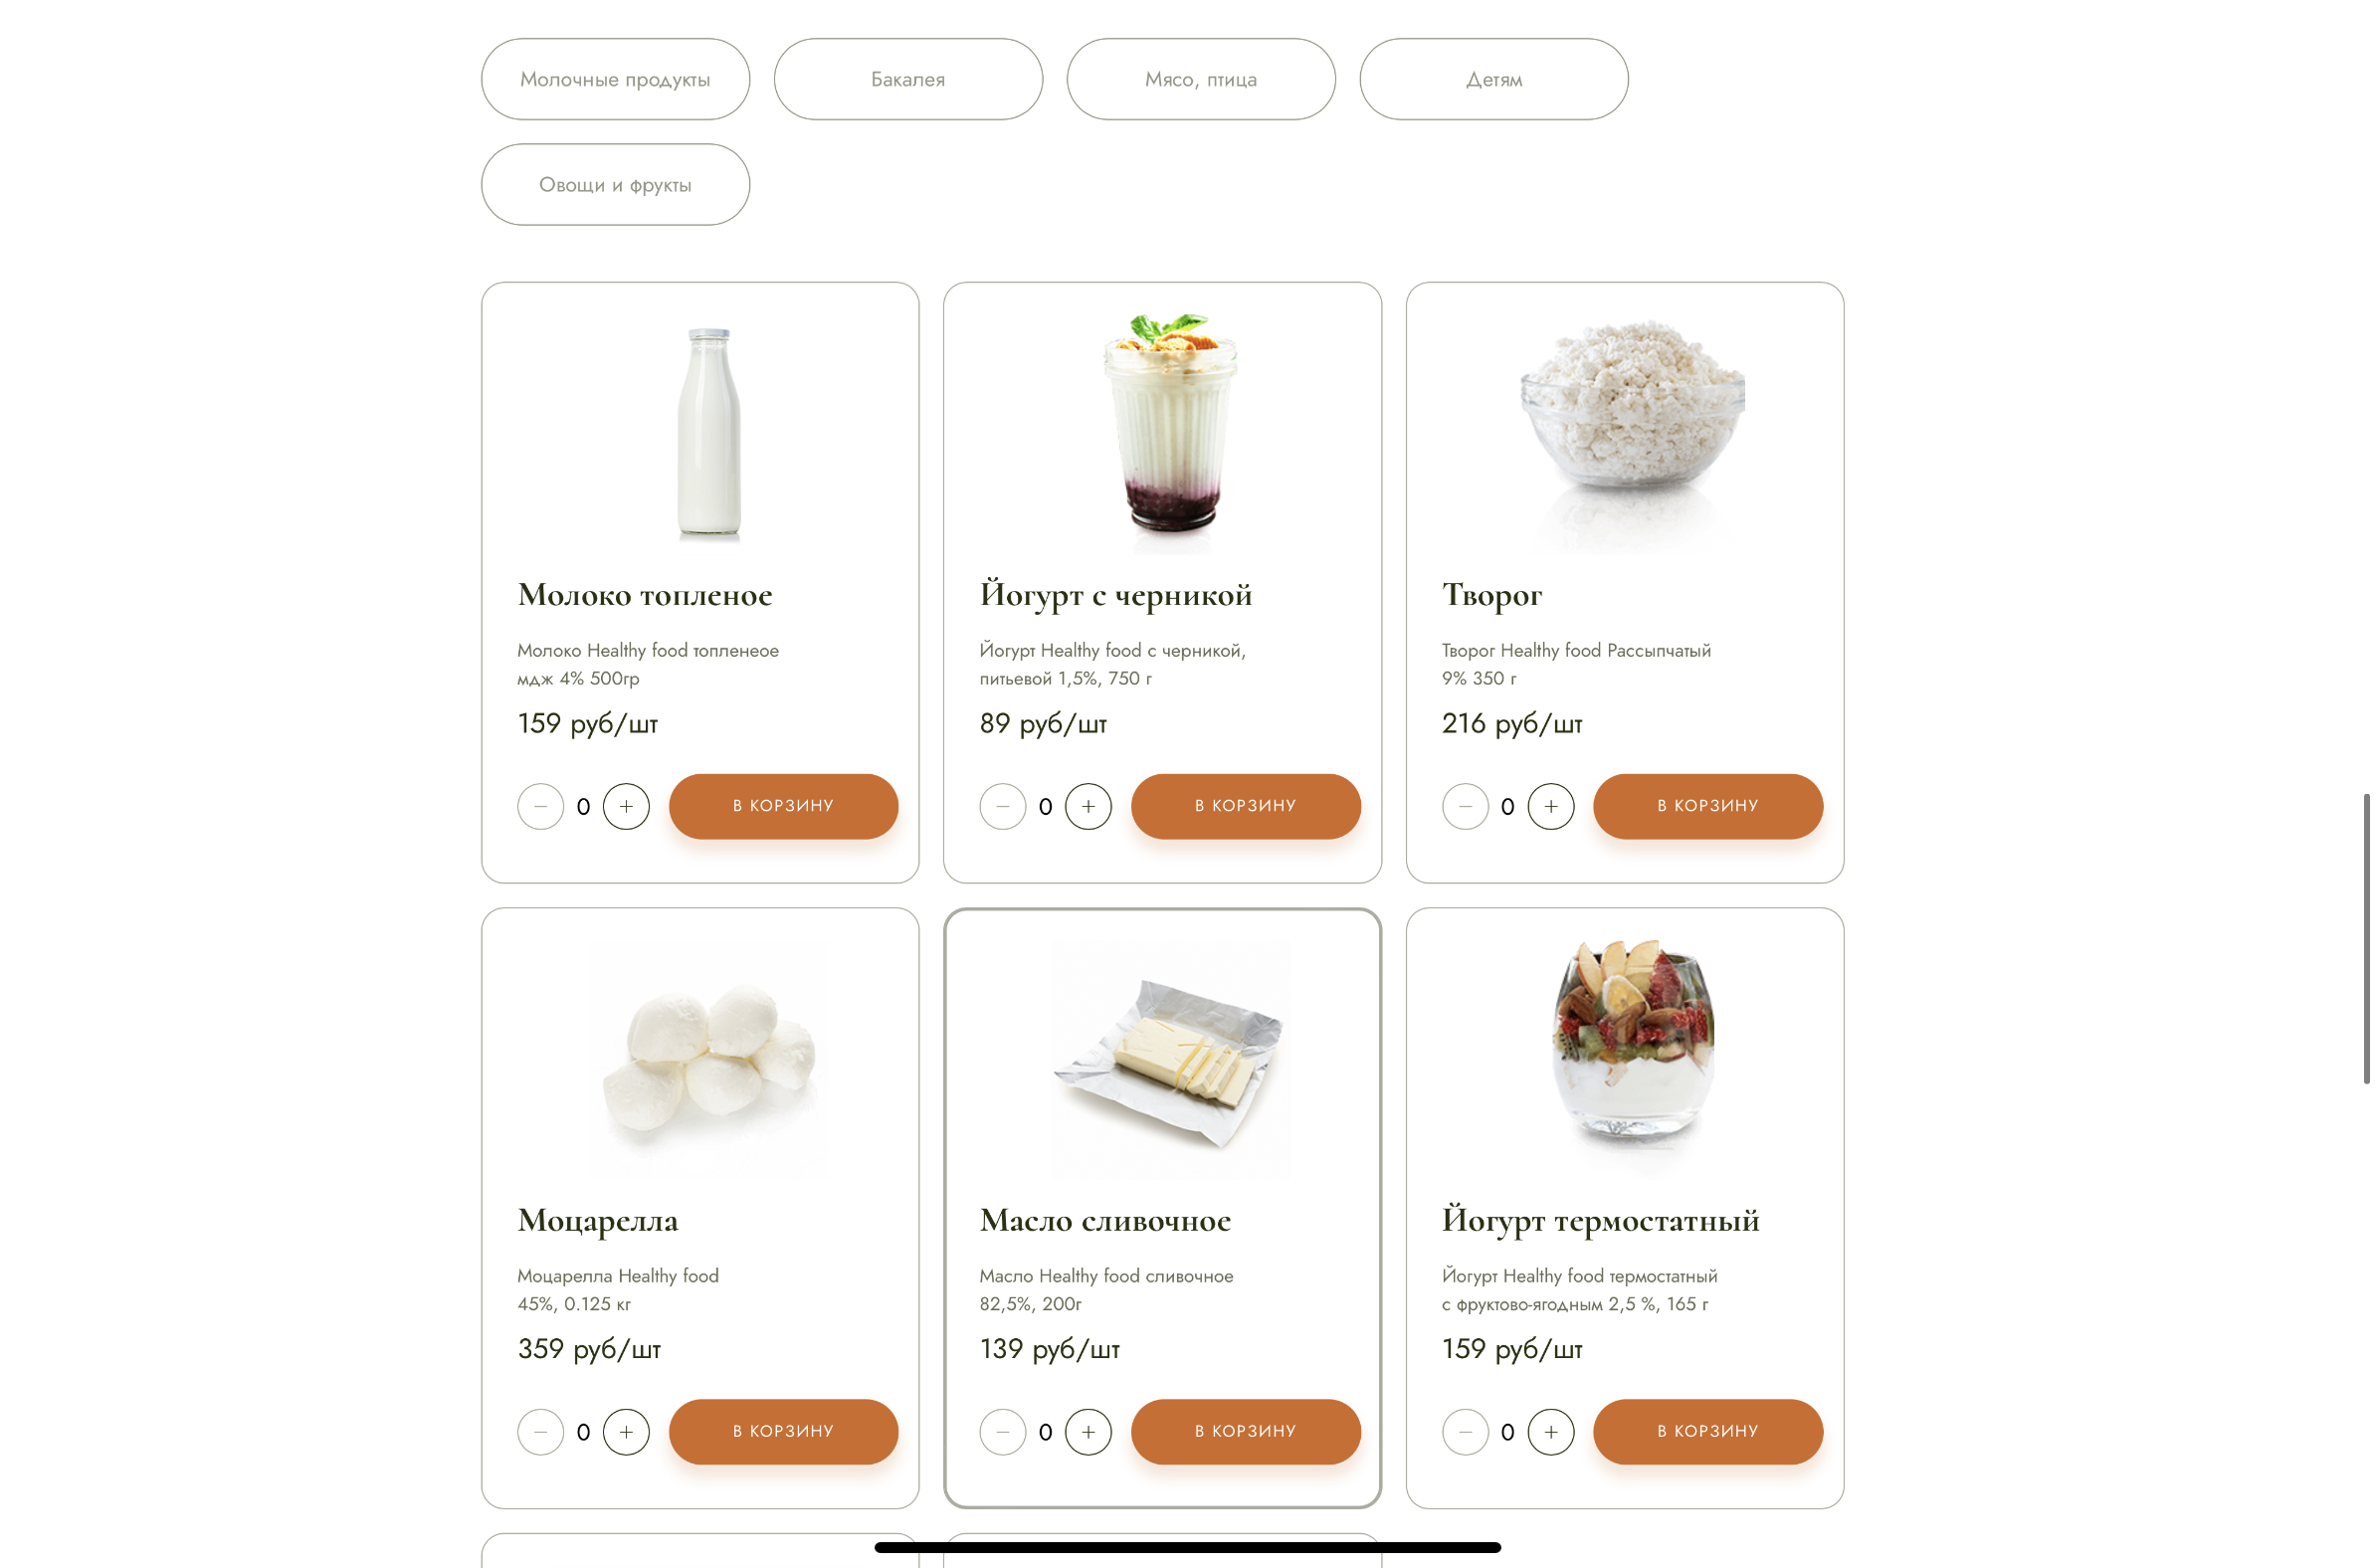 Молочные продукты
Бакалея
Мясо, птица
Детям
Овощи и фрукты
Молоко топленое
Молоко Healthy food топленеое
мдж 4% 500гр
159 руб/шт
0
В КОРЗИНУ
Йогурт с черникой
Йогурт Healthy food с черникой,
питьевой 1,5%, 750 г
89 руб/шт
0
В КОРЗИНУ
Творог
Творог Healthy food Рассыпчатый
9% 350 г
216 руб/шт
0
В КОРЗИНУ
Моцарелла
Моцарелла Healthy food
45%, 0.125 кг
359 руб/шт
0
В КОРЗИНУ
Масло сливочное
Масло Healthy food сливочное
82,5%, 200г
139 руб/шт
0
В КОРЗИНУ
Йогурт термостатный
Йогурт Healthy food термостатный
с фруктово-ягодным 2,5 %, 165 г
159 руб/шт
0
В КОРЗИНУ